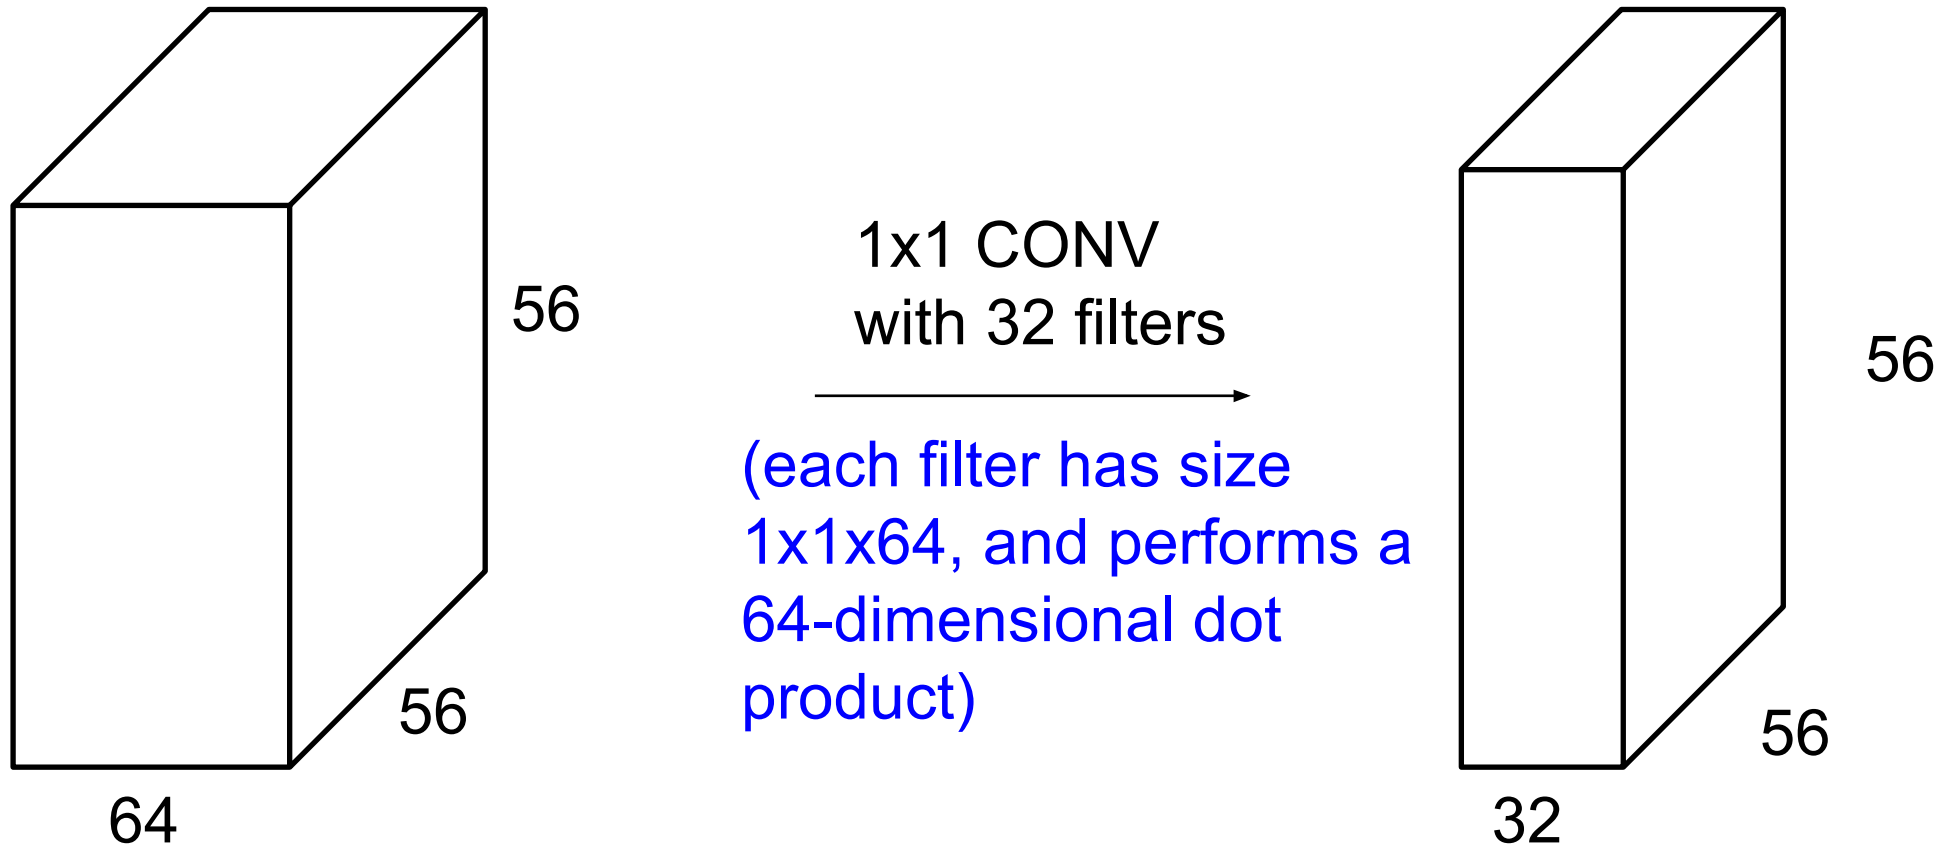 56
56
64
1x1 CONV
with 32 filters
(each filter has size
1x1x64, and performs a
64-dimensional dot
product)
56
56
32